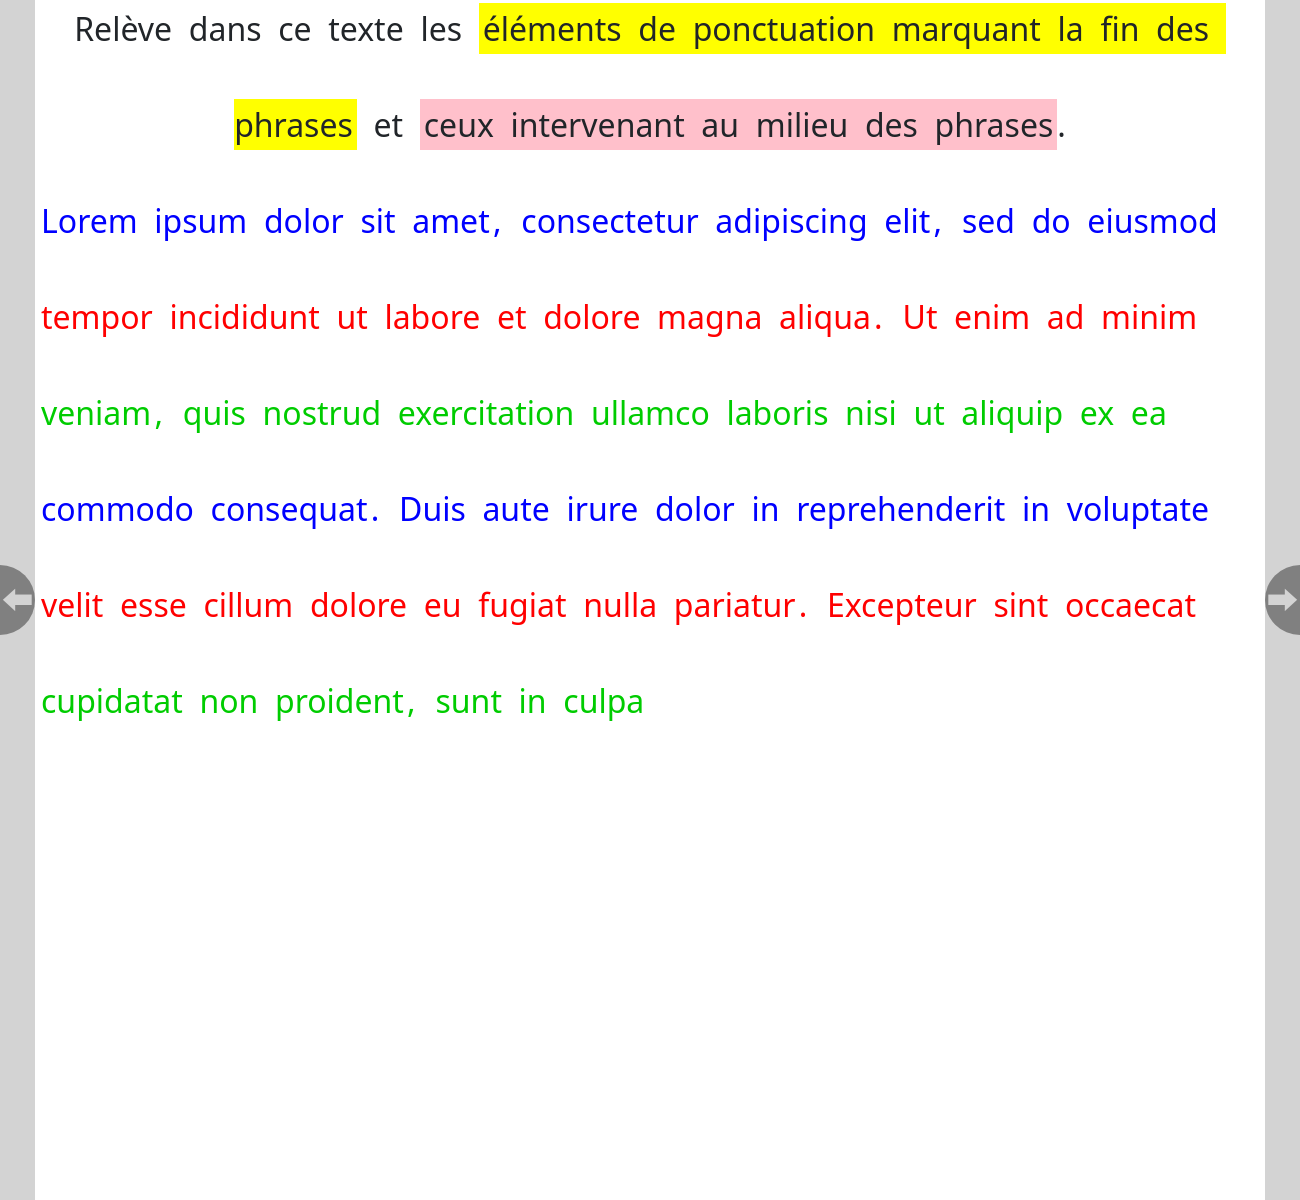 Relève dans ce texte les éléments de ponctuation marquant la fin des
phrases et ceux intervenant au milieu des phrases.
Lorem ipsum dolor sit amet, consectetur adipiscing elit, sed do eiusmod
tempor incididunt ut labore et dolore magna aliqua. Ut enim ad minim
veniam, quis nostrud exercitation ullamco laboris nisi ut aliquip ex ea
commodo consequat. Duis aute irure dolor in reprehenderit in voluptate
velit esse cillum dolore eu fugiat nulla pariatur. Excepteur sint occaecat
cupidatat non proident, sunt in culpa